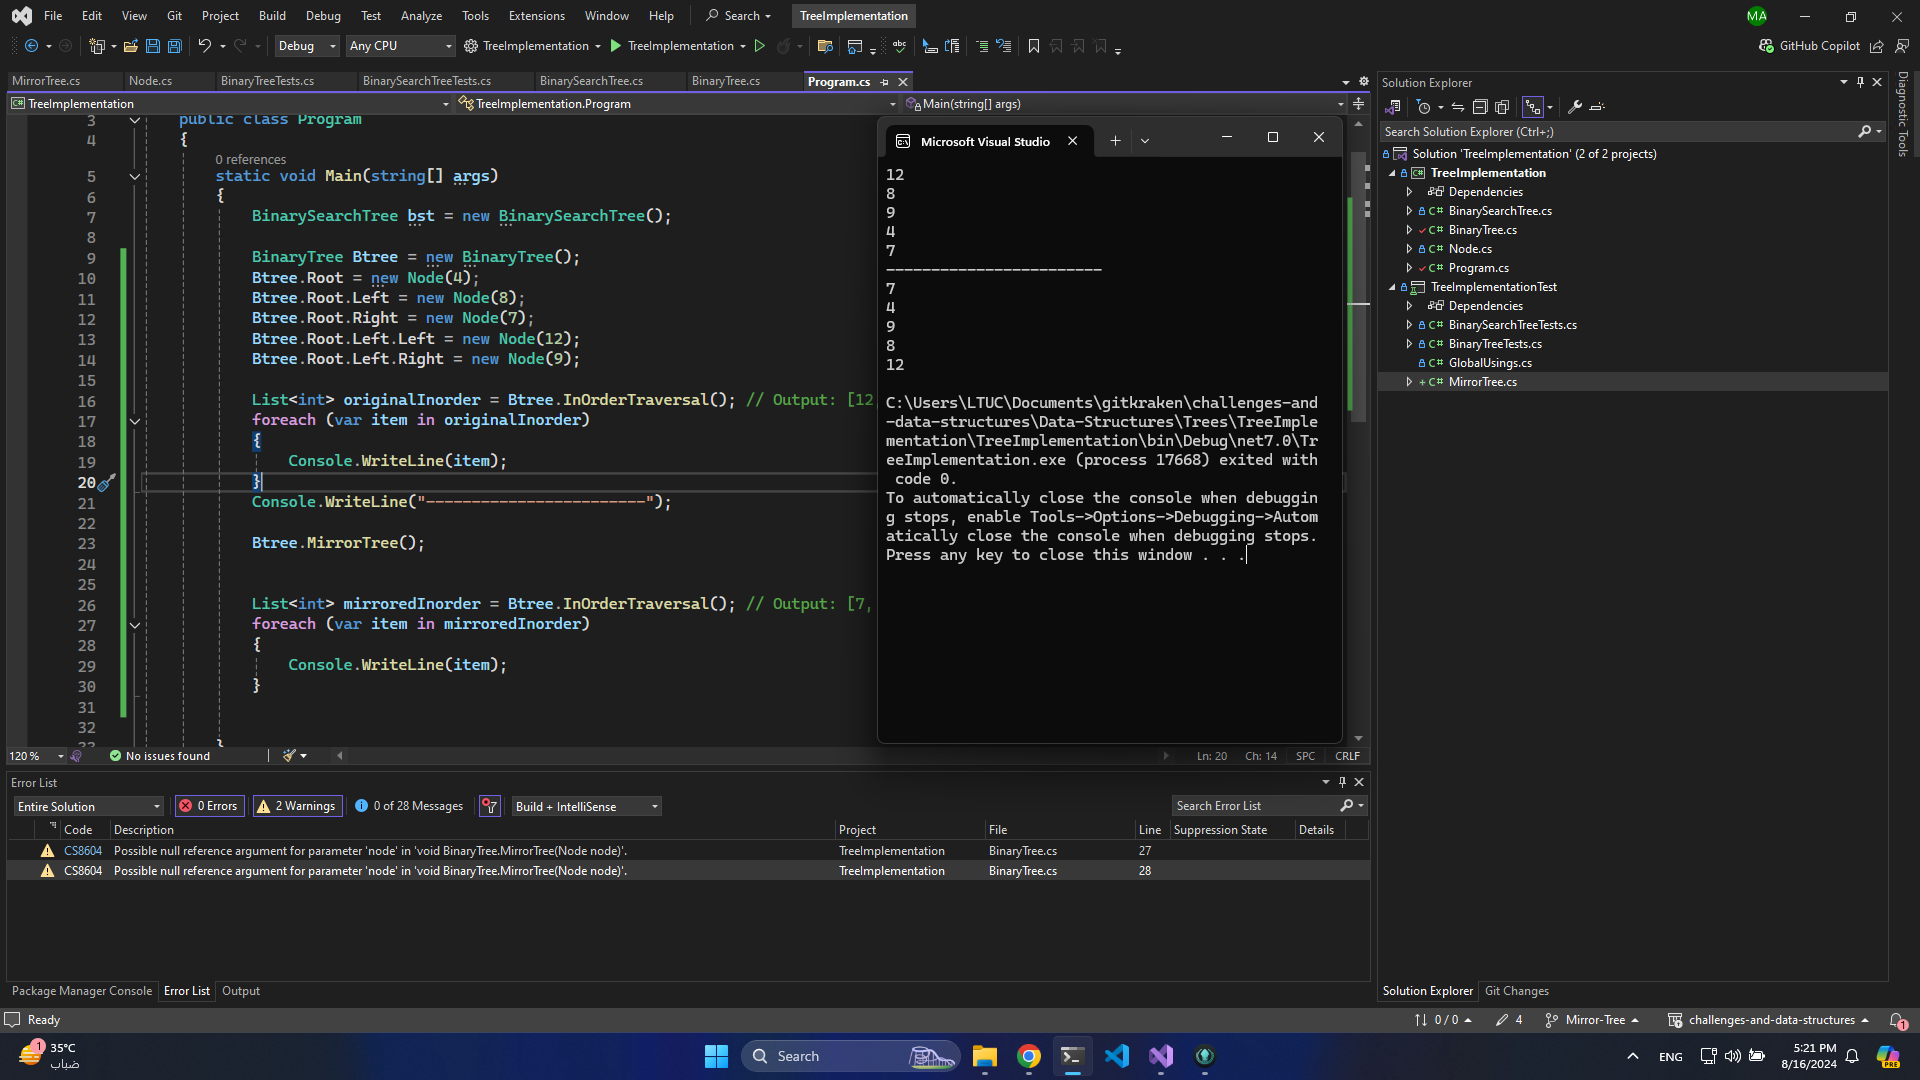 File Edit View Git Project Build Debug Test Analyze Tools Extensions Window Help Search TreeImplementation MA
Debug Any CPU TreeImplementation TreeImplementation GitHub Copilot
MirrorTree.cs Node.cs BinaryTreeTests.cs BinarySearchTreeTests.cs BinarySearchTree.cs BinaryTree.cs Program.cs
TreeImplementation TreeImplementation.Program Main(string[] args)
3 public class Program
4 {
0 references
5 static void Main(string[] args)
6 {
7 BinarySearchTree bst = new BinarySearchTree();
8
9 BinaryTree Btree = new BinaryTree();
10 Btree.Root = new Node(4);
11 Btree.Root.Left = new Node(8);
12 Btree.Root.Right = new Node(7);
13 Btree.Root.Left.Left = new Node(12);
14 Btree.Root.Left.Right = new Node(9);
15
16 List<int> originalInorder = Btree.InOrderTraversal(); // Output: [12,
17 foreach (var item in originalInorder)
18 {
19 Console.WriteLine(item);
20 }
21 Console.WriteLine("------------------------");
22
23 Btree.MirrorTree();
24
25
26 List<int> mirroredInorder = Btree.InOrderTraversal(); // Output: [7,
27 foreach (var item in mirroredInorder)
28 {
29 Console.WriteLine(item);
30 }
31
32
33 }
120 % No issues found Ln: 20 Ch: 14 SPC CRLF
Microsoft Visual Studio
12
8
9
4
7
------------------------
7
4
9
8
12
C:\Users\LTUC\Documents\gitkraken\challenges-and
-data-structures\Data-Structures\Trees\TreeImple
mentation\TreeImplementation\bin\Debug\net7.0\Tr
eeImplementation.exe (process 17668) exited with
code 0.
To automatically close the console when debuggin
g stops, enable Tools->Options->Debugging->Autom
atically close the console when debugging stops.
Press any key to close this window . . .
Solution Explorer
Search Solution Explorer (Ctrl+;)
Solution 'TreeImplementation' (2 of 2 projects)
TreeImplementation
Dependencies
C# BinarySearchTree.cs
C# BinaryTree.cs
C# Node.cs
C# Program.cs
TreeImplementationTest
Dependencies
C# BinarySearchTreeTests.cs
C# BinaryTreeTests.cs
C# GlobalUsings.cs
C# MirrorTree.cs
Diagnostic Tools
Error List
Entire Solution 0 Errors 2 Warnings 0 of 28 Messages Build + IntelliSense Search Error List
Code Description Project File Line Suppression State Details
CS8604 Possible null reference argument for parameter 'node' in 'void BinaryTree.MirrorTree(Node node)'. TreeImplementation BinaryTree.cs 27
CS8604 Possible null reference argument for parameter 'node' in 'void BinaryTree.MirrorTree(Node node)'. TreeImplementation BinaryTree.cs 28
Package Manager Console Error List Output
Solution Explorer Git Changes
Ready 0 / 0 4 Mirror-Tree challenges-and-data-structures 1
1 35°C
ضباب
Search
ENG
5:21 PM
8/16/2024
PRE